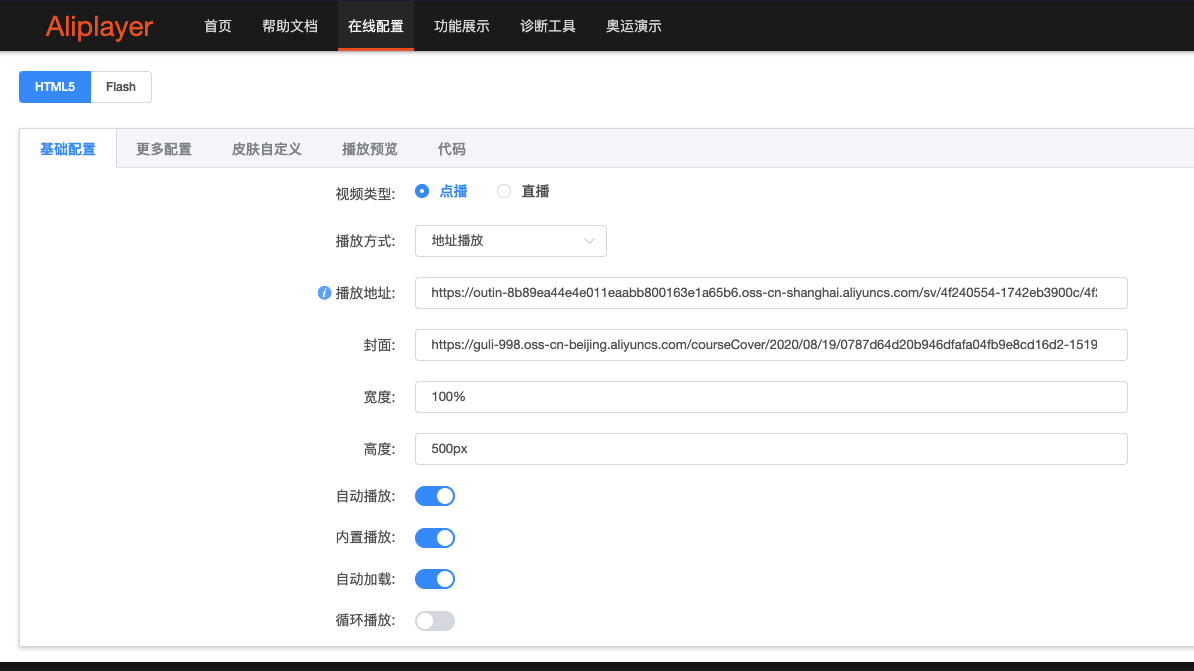 Aliplayer 首页 帮助文档 在线配置 功能展示 诊断工具 奥运演示
HTML5 Flash
基础配置 更多配置 皮肤自定义 播放预览 代码
视频类型: 点播 直播
播放方式: 地址播放
i 播放地址: https://outin-8b89ea44e4e011eaabb800163e1a65b6.oss-cn-shanghai.aliyuncs.com/sv/4f240554-1742eb3900c/4f2
封面: https://guli-998.oss-cn-beijing.aliyuncs.com/courseCover/2020/08/19/0787d64d20b946dfafa04fb9e8cd16d2-1519
宽度: 100%
高度: 500px
自动播放:
内置播放:
自动加载:
循环播放: